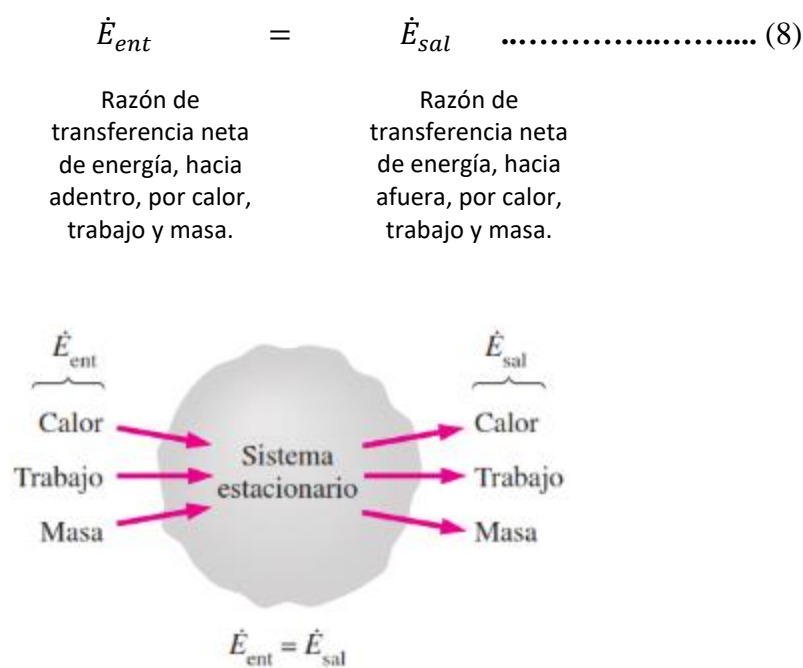 Ė_ent = Ė_sal ...……………..…….... (8)
Razón de Razón de
transferencia neta transferencia neta
de energía, hacia de energía, hacia
adentro, por calor, afuera, por calor,
trabajo y masa. trabajo y masa.
Ė_ent Ė_sal
Calor Calor
Sistema
Trabajo estacionario Trabajo
Masa Masa
Ė_ent = Ė_sal